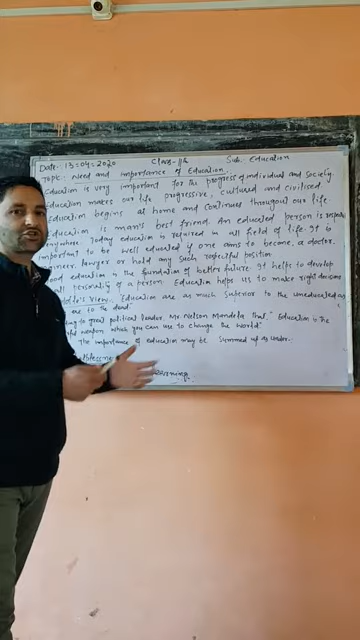 Date: 13-04-2020 Class-11th Sub: Education
Topic: Need and importance of Education.
Education is very important for the progress of individual and society.
Education makes our life progressive, cultured and civilised
Education begins at home and continues throughout our life.
Education is man's best friend. An educated person is respected
anywhere. Today education is required in all field of life. It is
important to be well educated if one aims to become, a doctor,
engineer, lawyer or hold any such respectful position
and education is the foundation of better future. It helps to develop
personality of a person. Education helps us to make right decisions
View. "Education are as much superior to the uneducated as
are to the dead"
to great political leader, Mr. Nelson Mandela that "Education is the
weapon which you can use to change the world"
The importance of education may be summed up as under.